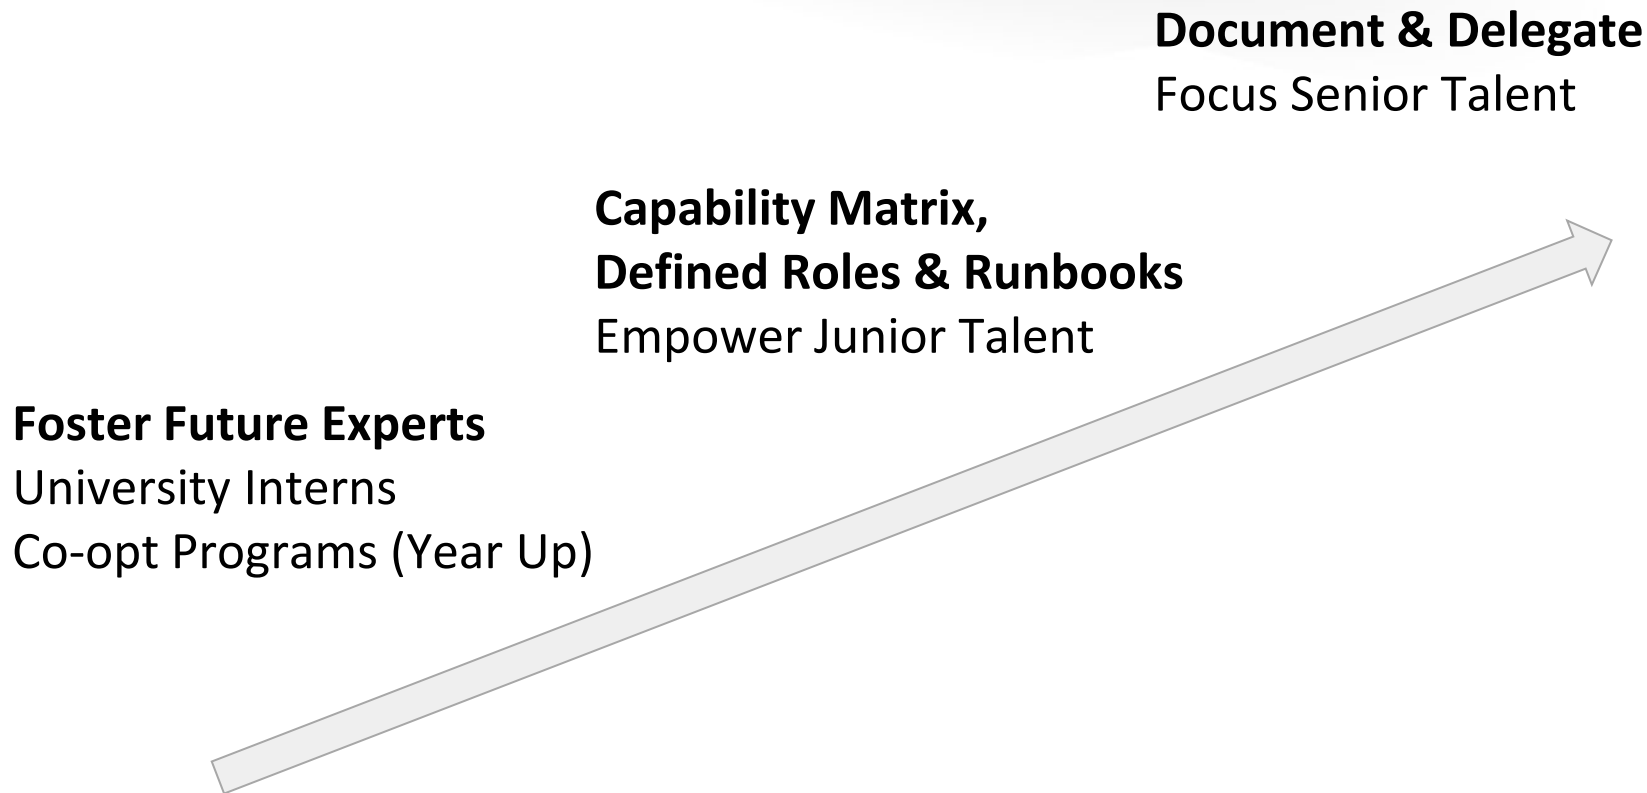 Document & Delegate
Focus Senior Talent
Capability Matrix,
Defined Roles & Runbooks
Empower Junior Talent
Foster Future Experts
University Interns
Co-opt Programs (Year Up)